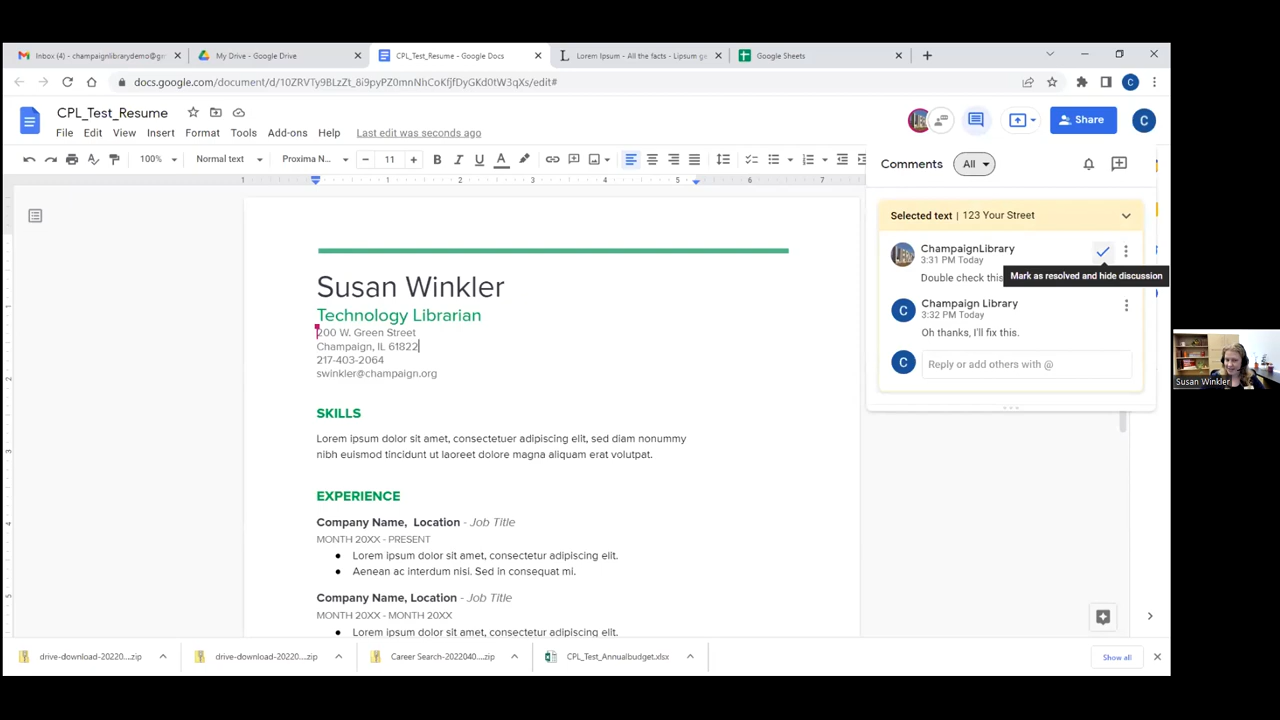 Inbox (4) - champaignlibrarydemo@gm
My Drive - Google Drive
CPL_Test_Resume - Google Docs
Lorem Ipsum - All the facts - Lipsum ge
Google Sheets
CPL_Test_Resume
File Edit View Insert Format Tools Add-ons Help Last edit was seconds ago
Share
C
100% Normal text Proxima N... 11
Comments All
1 1 2 3 4 5 7
Selected text | 123 Your Street
ChampaignLibrary
3:31 PM Today
Mark as resolved and hide discussion
Double check this
Champaign Library
3:32 PM Today
Oh thanks, I'll fix this.
Reply or add others with @
Susan Winkler
Technology Librarian
200 W. Green Street
Champaign, IL 61822
217-403-2064
swinkler@champaign.org
SKILLS
Lorem ipsum dolor sit amet, consectetuer adipiscing elit, sed diam nonummy
nibh euismod tincidunt ut laoreet dolore magna aliquam erat volutpat.
EXPERIENCE
Company Name, Location - Job Title
MONTH 20XX - PRESENT
● Lorem ipsum dolor sit amet, consectetur adipiscing elit.
● Aenean ac interdum nisi. Sed in consequat mi.
Company Name, Location - Job Title
MONTH 20XX - MONTH 20XX
● Lorem ipsum dolor sit amet, consectetur adipiscing elit.
Susan Winkler
drive-download-20220....zip
drive-download-20220....zip
Career Search-2022040....zip
CPL_Test_Annualbudget.xlsx
Show all